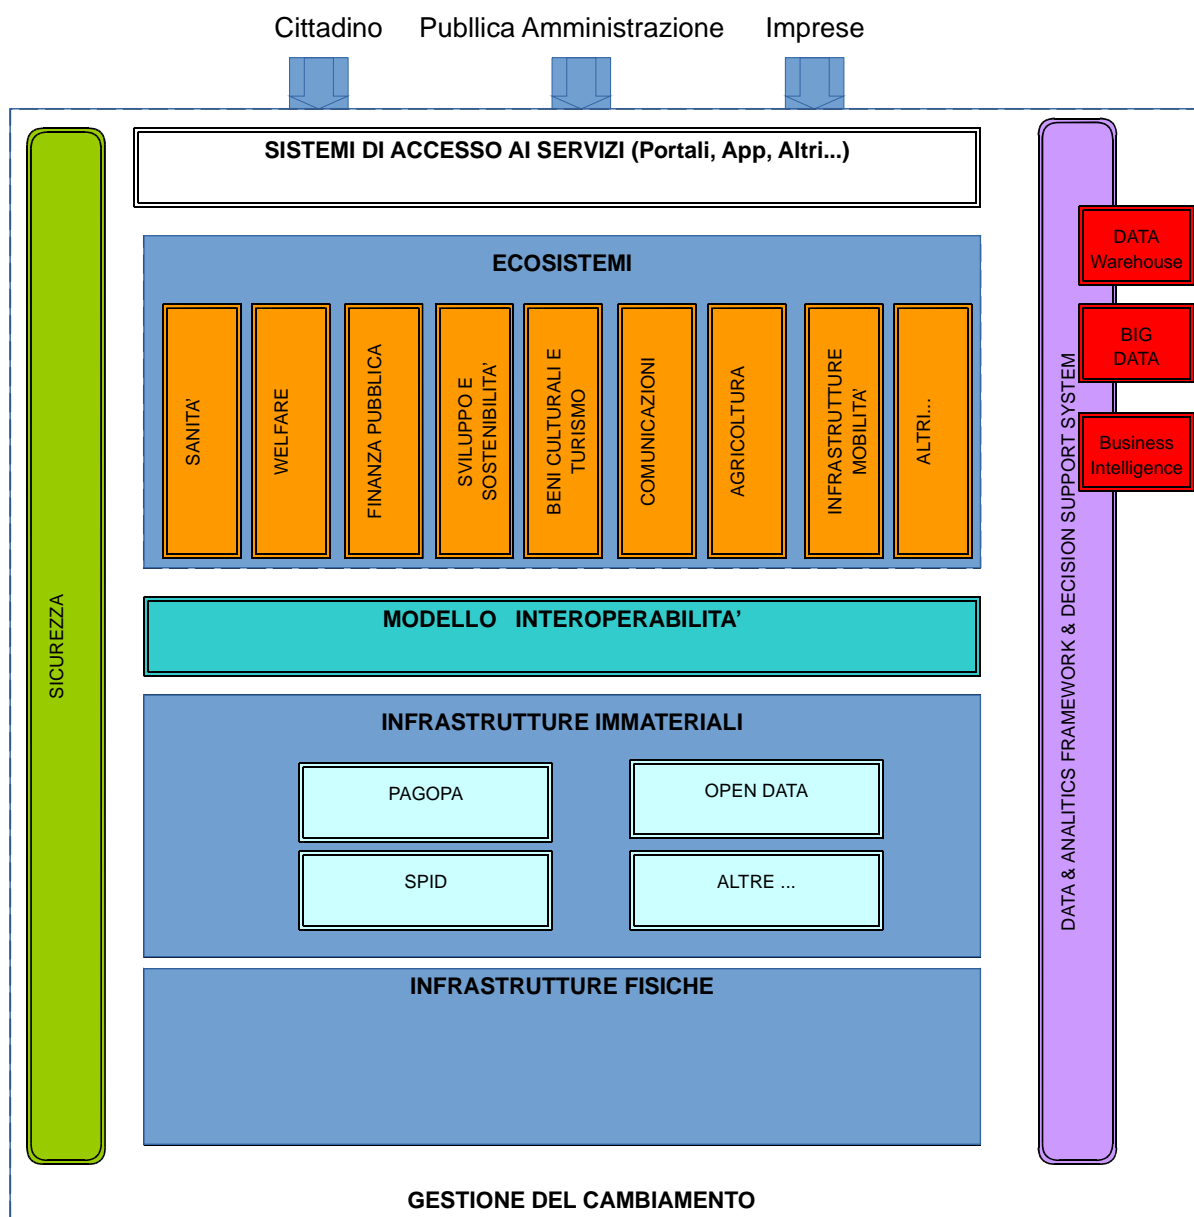 Cittadino
Publlica Amministrazione
Imprese
SISTEMI DI ACCESSO AI SERVIZI (Portali, App, Altri...)
ECOSISTEMI
SANITA’
WELFARE
FINANZA PUBBLICA
SVILUPPO E
SOSTENIBILITA’
BENI CULTURALI E
TURISMO
COMUNICAZIONI
AGRICOLTURA
INFRASTRUTTURE
MOBILITA’
ALTRI...
MODELLO INTEROPERABILITA’
INFRASTRUTTURE IMMATERIALI
PAGOPA
OPEN DATA
SPID
ALTRE ...
INFRASTRUTTURE FISICHE
SICUREZZA
DATA & ANALITICS FRAMEWORK & DECISION SUPPORT SYSTEM
DATA
Warehouse
BIG
DATA
Business
Intelligence
GESTIONE DEL CAMBIAMENTO